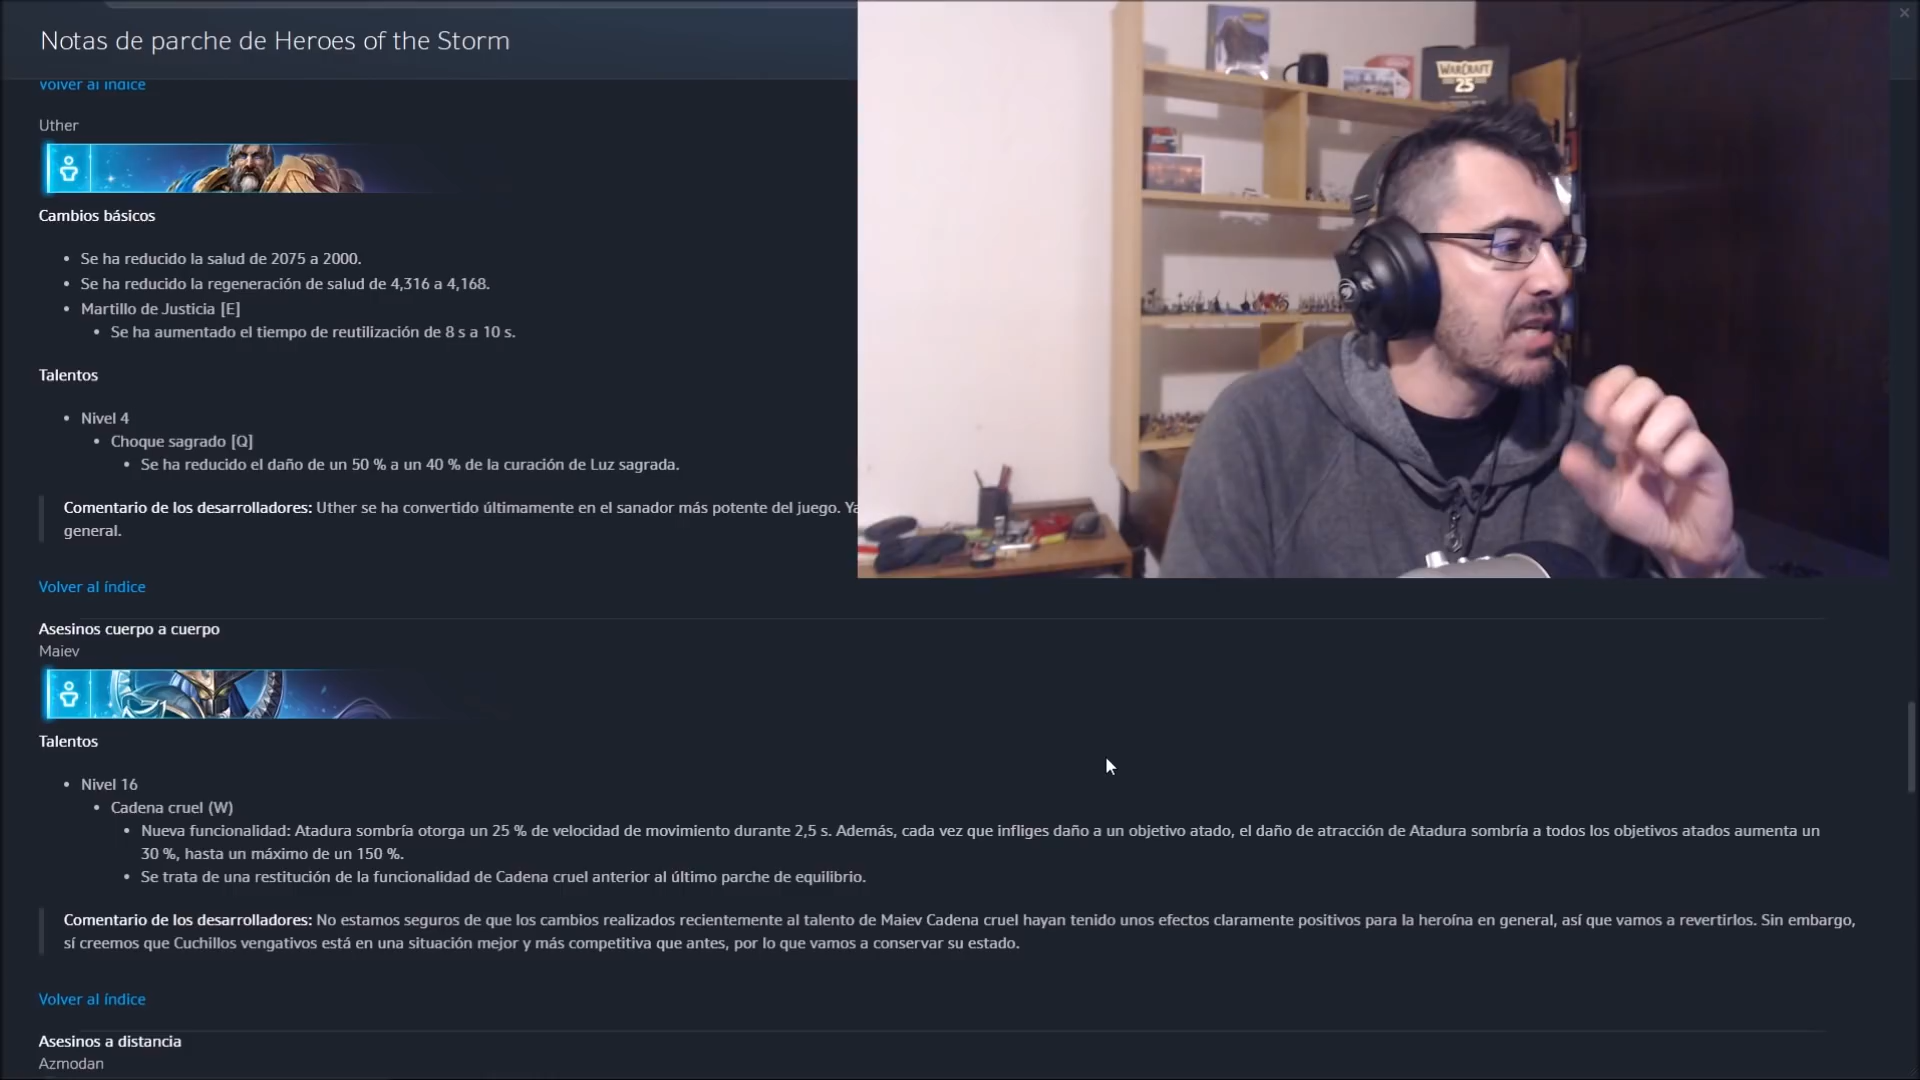 Notas de parche de Heroes of the Storm
Volver al índice
Uther
Cambios básicos
Se ha reducido la salud de 2075 a 2000.
Se ha reducido la regeneración de salud de 4,316 a 4,168.
Martillo de Justicia [E]
Se ha aumentado el tiempo de reutilización de 8 s a 10 s.
Talentos
Nivel 4
Choque sagrado [Q]
Se ha reducido el daño de un 50 % a un 40 % de la curación de Luz sagrada.
Comentario de los desarrolladores: Uther se ha convertido últimamente en el sanador más potente del juego. Ya
general.
Volver al índice
Asesinos cuerpo a cuerpo
Maiev
Talentos
Nivel 16
Cadena cruel (W)
Nueva funcionalidad: Atadura sombría otorga un 25 % de velocidad de movimiento durante 2,5 s. Además, cada vez que infliges daño a un objetivo atado, el daño de atracción de Atadura sombría a todos los objetivos atados aumenta un
30 %, hasta un máximo de un 150 %.
Se trata de una restitución de la funcionalidad de Cadena cruel anterior al último parche de equilibrio.
Comentario de los desarrolladores: No estamos seguros de que los cambios realizados recientemente al talento de Maiev Cadena cruel hayan tenido unos efectos claramente positivos para la heroína en general, así que vamos a revertirlos. Sin embargo,
sí creemos que Cuchillos vengativos está en una situación mejor y más competitiva que antes, por lo que vamos a conservar su estado.
Volver al índice
Asesinos a distancia
Azmodan
WARCRAFT
25